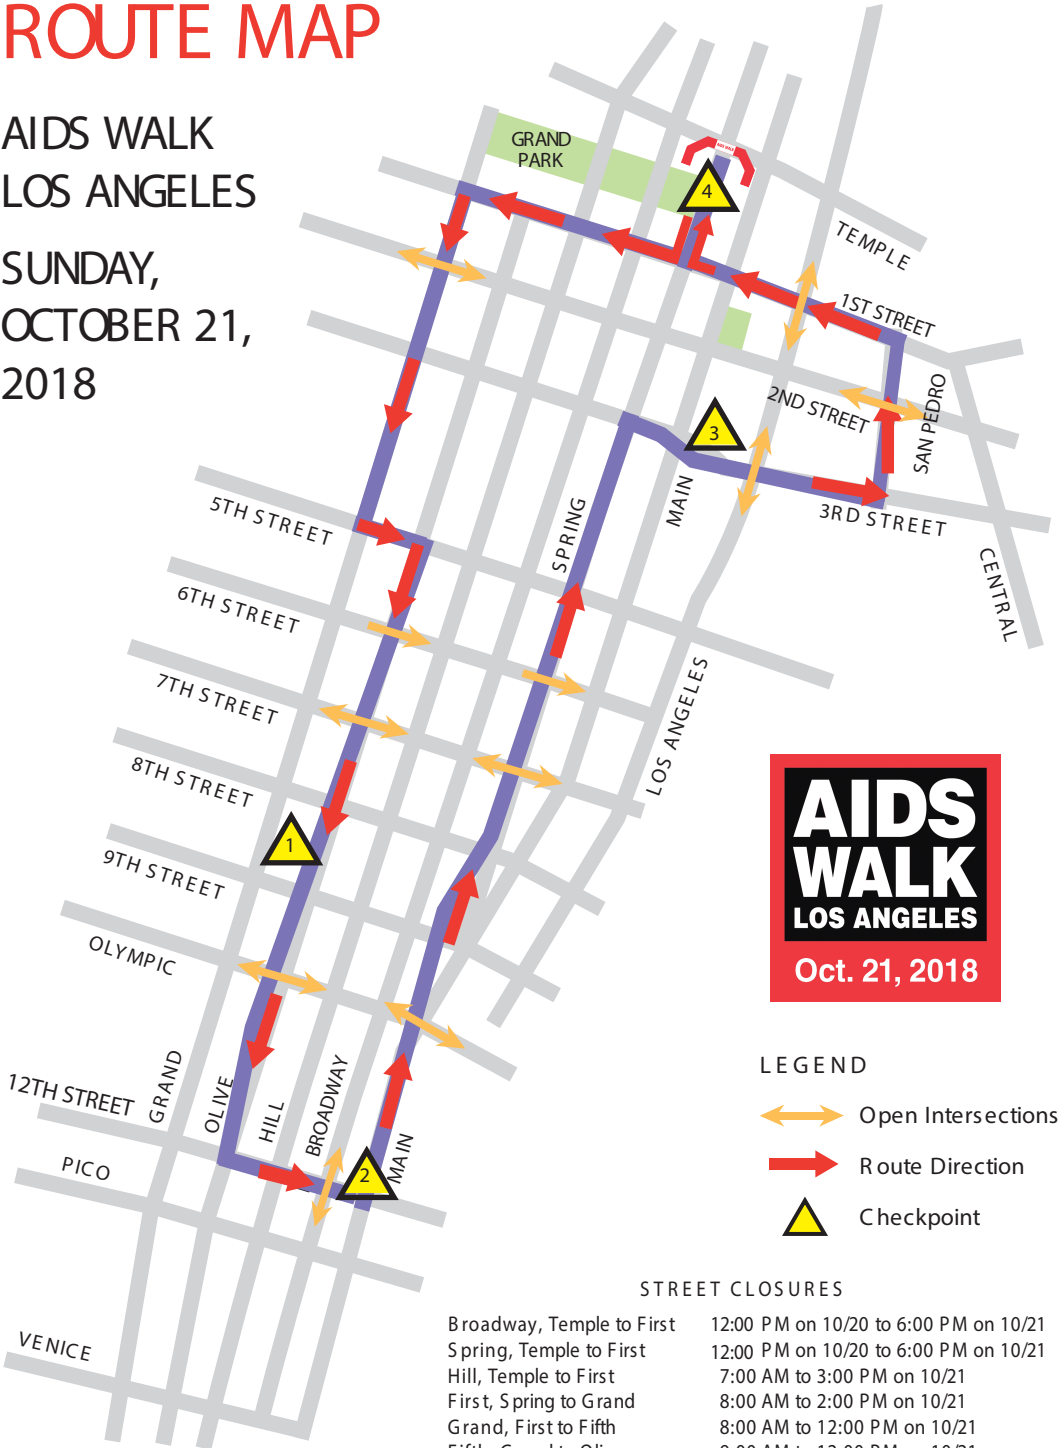 ROUTE MAP
AIDS WALK
LOS ANGELES
SUNDAY,
OCTOBER 21,
2018
GRAND
PARK
4
TEMPLE
1ST STREET
2ND STREET
SAN PEDRO
3
MAIN
3RD STREET
SPRING
CENTRAL
5TH STREET
6TH STREET
7TH STREET
LOS ANGELES
8TH STREET
1
9TH STREET
OLYMPIC
12TH STREET
GRAND
OLIVE
HILL
BROADWAY
MAIN
2
PICO
VENICE
AIDS
WALK
LOS ANGELES
Oct. 21, 2018
LEGEND
Open Intersections
Route Direction
Checkpoint
STREET CLOSURES
Broadway, Temple to First 12:00 PM on 10/20 to 6:00 PM on 10/21
Spring, Temple to First 12:00 PM on 10/20 to 6:00 PM on 10/21
Hill, Temple to First 7:00 AM to 3:00 PM on 10/21
First, Spring to Grand 8:00 AM to 2:00 PM on 10/21
Grand, First to Fifth 8:00 AM to 12:00 PM on 10/21